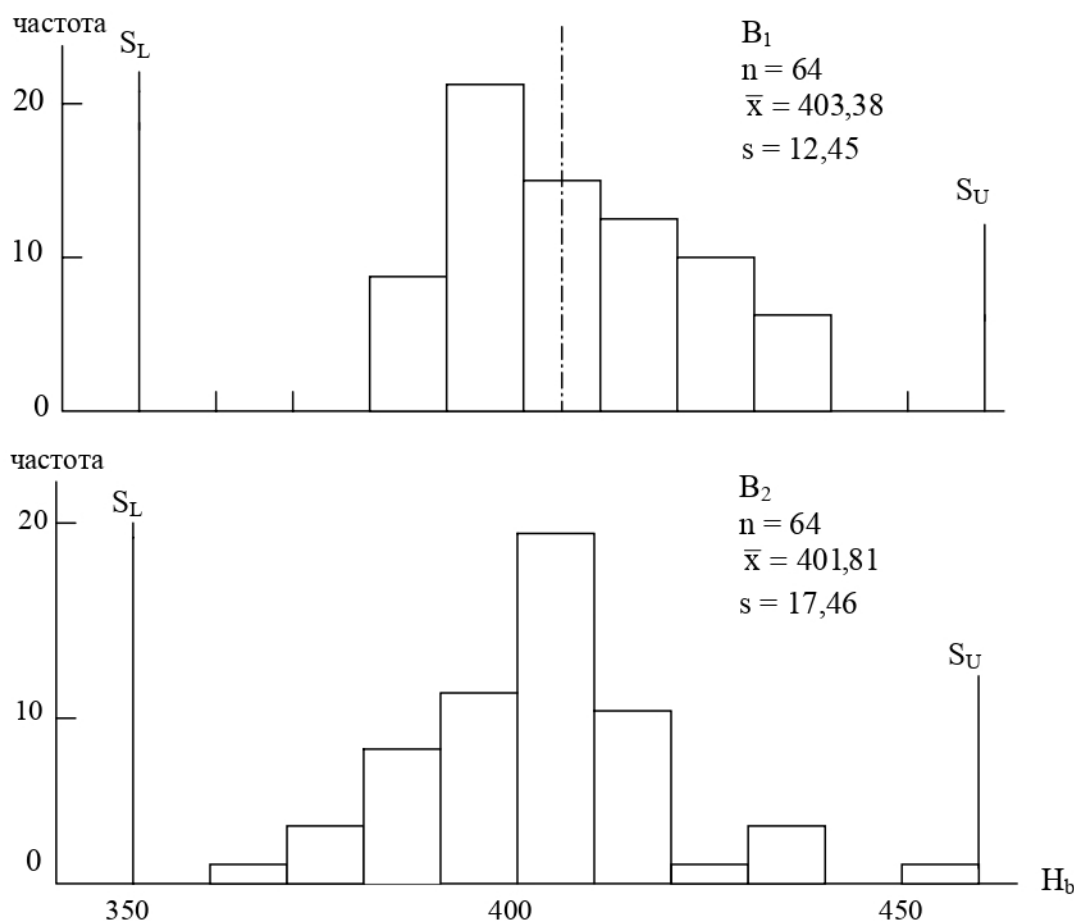 частота
S_L
B₁
n = 64
x̄ = 403,38
s = 12,45
20
S_U
10
0
частота
S_L
B₂
n = 64
x̄ = 401,81
s = 17,46
20
S_U
10
0
H_b
350
400
450